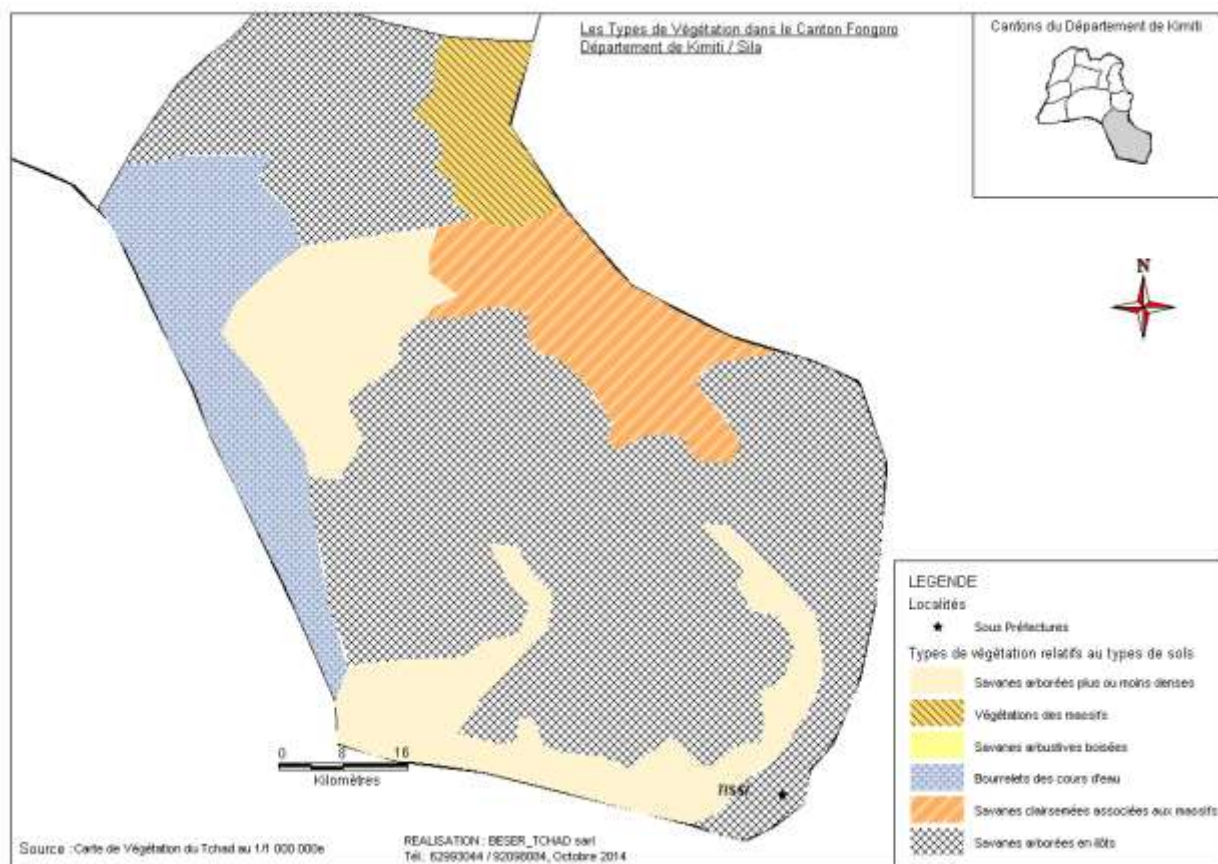 Les Types de Végétation dans le Canton Fongoro
Département de Kimiti / Sila
Cantons du Département de Kimiti
N
TISSI
0 8 16
Kilomètres
LEGENDE
Localités
Sous Préfectures
Types de végétation relatifs au types de sols
Savanes arborées plus ou moins denses
Végétations des massifs
Savanes arbustives boisées
Bourrelets des cours d'eau
Savanes clairsemées associées aux massifs
Savanes arborées en ilôts
Source : Carte de Végétation du Tchad au 1/1 000 000e
REALISATION : BESER_TCHAD sarl
Tél.: 62993044 / 92098004, Octobre 2014